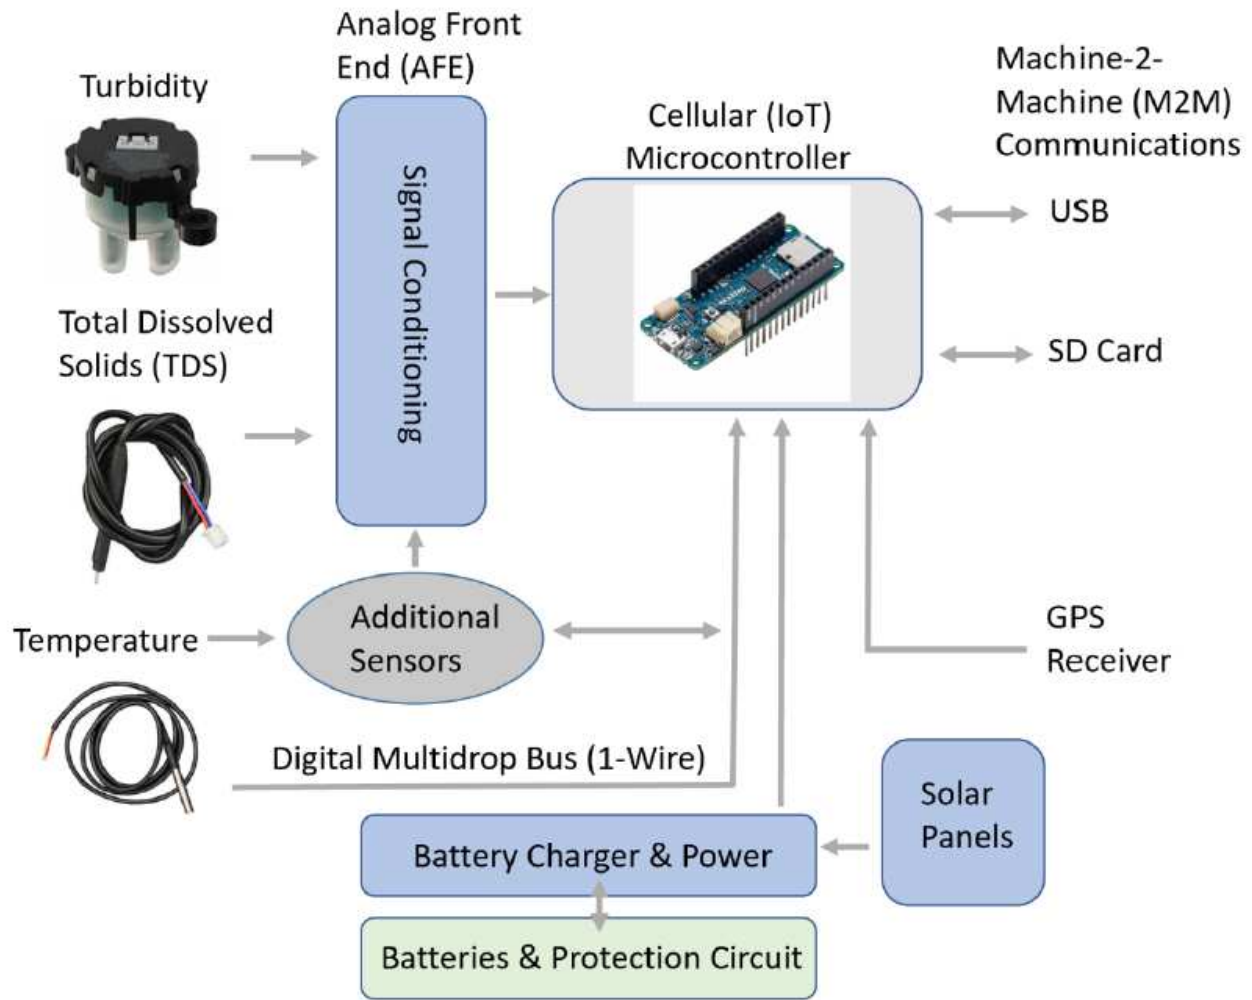 Analog Front
End (AFE)
Turbidity
Signal Conditioning
Cellular (IoT)
Microcontroller
Machine-2-
Machine (M2M)
Communications
USB
SD Card
Total Dissolved
Solids (TDS)
Temperature
Additional
Sensors
GPS
Receiver
Digital Multidrop Bus (1-Wire)
Solar
Panels
Battery Charger & Power
Batteries & Protection Circuit